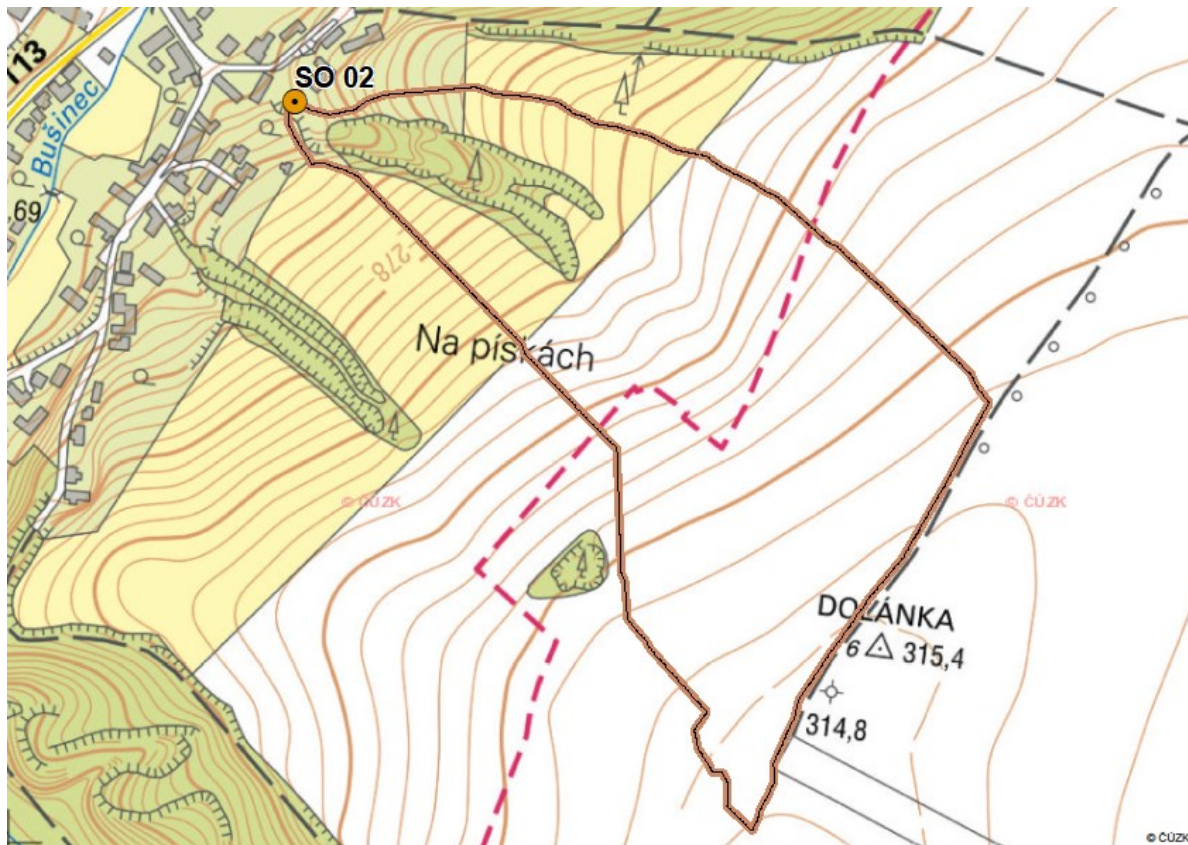 SO 02
113
Bušinec
69
278
Na pískách
© ČÚZK
© ČÚZK
DOLÁNKA
6 315,4
314,8
© ČÚZK